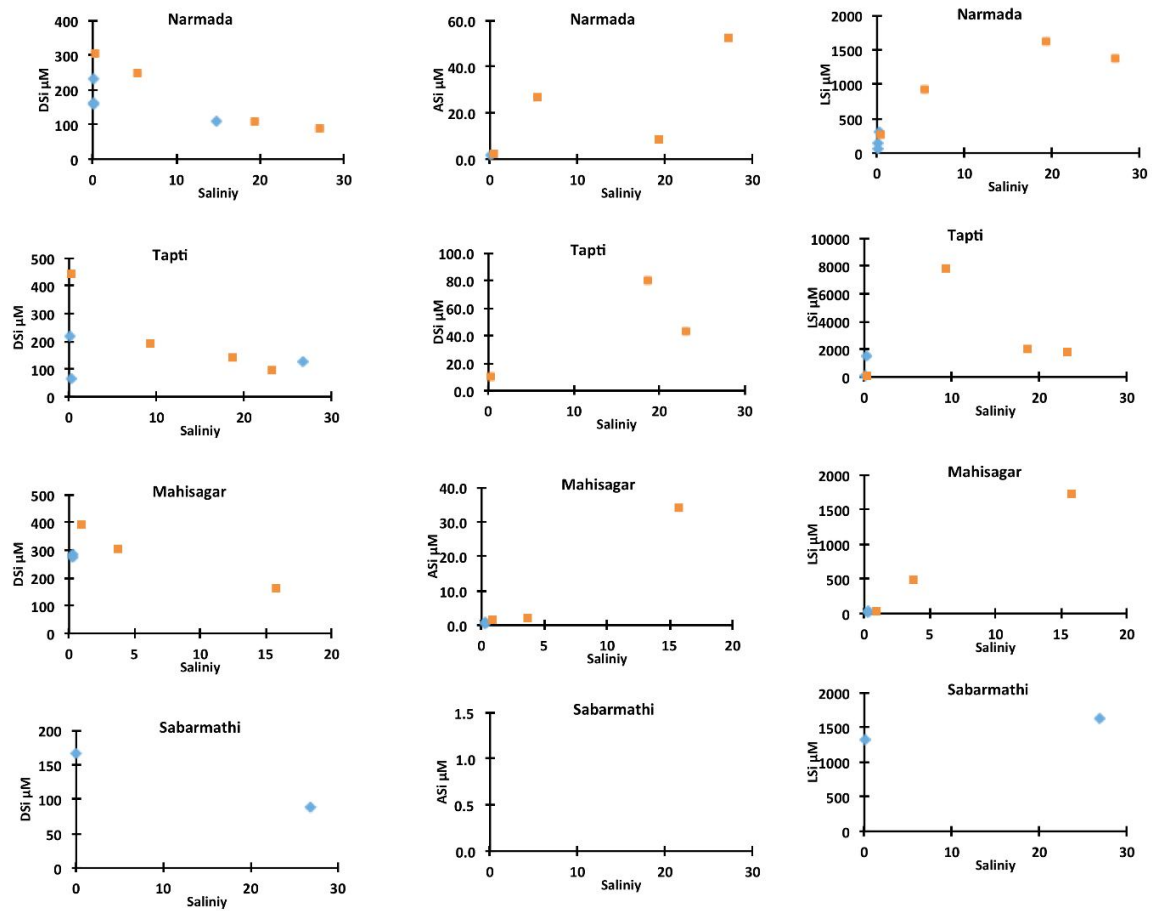 Narmada
400
300
200
100
0
DSi µM
0 10 20 30
Saliniy
Narmada
60.0
40.0
20.0
0.0
ASi µM
0 10 20 30
Saliniy
Narmada
2000
1500
1000
500
0
LSi µM
0 10 20 30
Saliniy
Tapti
500
400
300
200
100
0
DSi µM
0 10 20 30
Saliniy
Tapti
100.0
80.0
60.0
40.0
20.0
0.0
DSi µM
0 10 20 30
Saliniy
Tapti
10000
8000
6000
4000
2000
0
LSi µM
0 10 20 30
Saliniy
Mahisagar
500
400
300
200
100
0
DSi µM
0 5 10 15 20
Saliniy
Mahisagar
40.0
30.0
20.0
10.0
0.0
ASi µM
0 5 10 15 20
Saliniy
Mahisagar
2000
1500
1000
500
0
LSi µM
0 5 10 15 20
Saliniy
Sabarmathi
200
150
100
50
0
DSi µM
0 10 20 30
Saliniy
Sabarmathi
1.5
1.0
0.5
0.0
ASi µM
0 10 20 30
Saliniy
Sabarmathi
2000
1500
1000
500
0
LSi µM
0 10 20 30
Saliniy